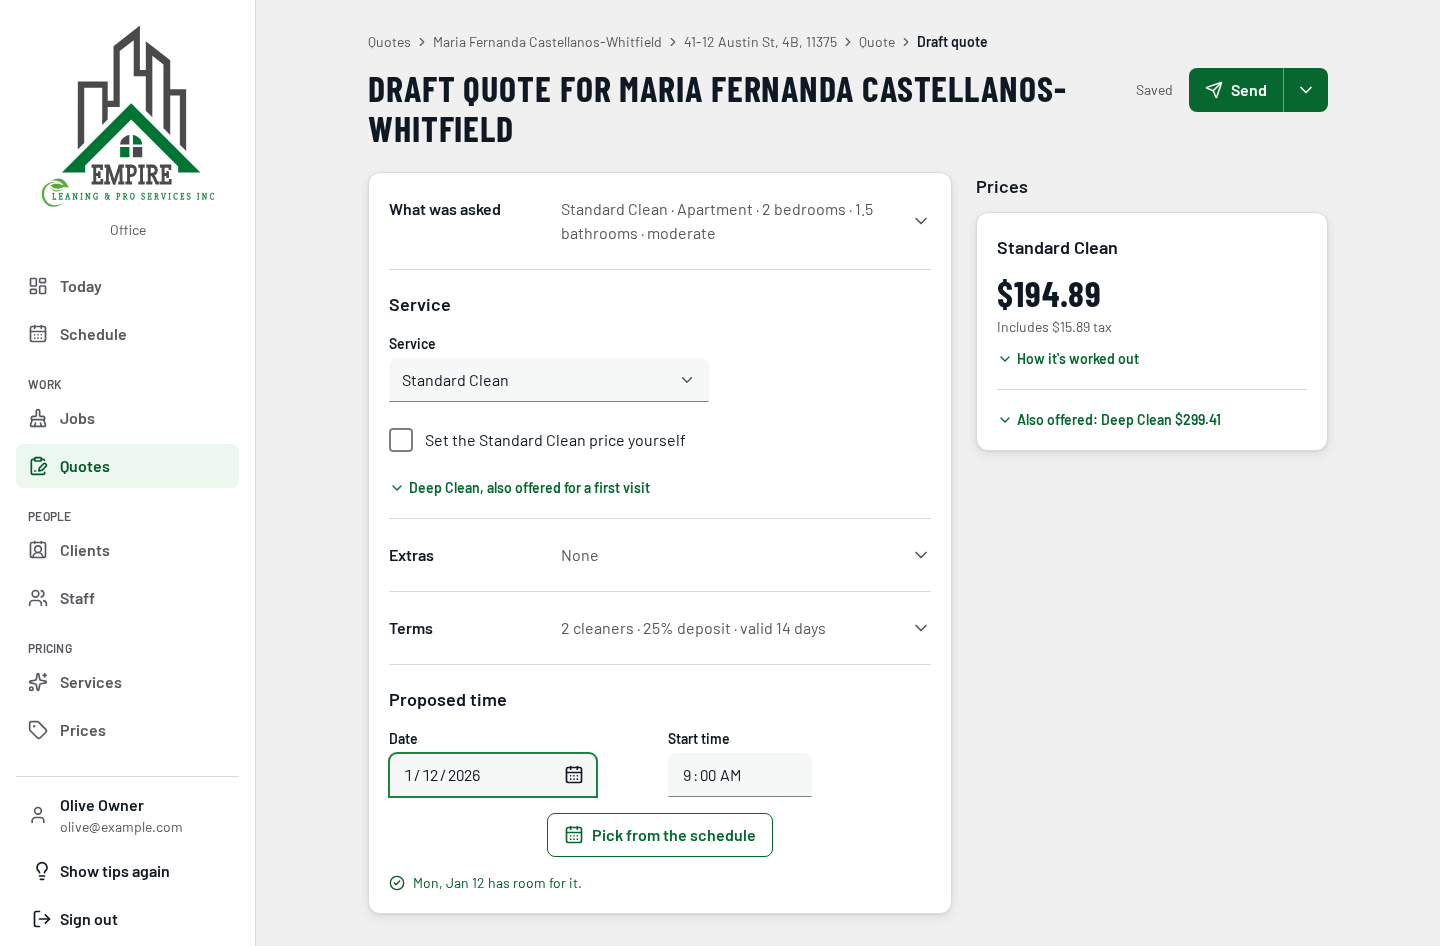 EMPIRE
LEANING & PRO SERVICES INC
Office
Today
Schedule
WORK
Jobs
Quotes
PEOPLE
Clients
Staff
PRICING
Services
Prices
Olive Owner
olive@example.com
Show tips again
Sign out
Quotes > Maria Fernanda Castellanos-Whitfield > 41-12 Austin St, 4B, 11375 > Quote > Draft quote
DRAFT QUOTE FOR MARIA FERNANDA CASTELLANOS-
WHITFIELD
Saved
Send
What was asked
Standard Clean · Apartment · 2 bedrooms · 1.5
bathrooms · moderate
Service
Service
Standard Clean
Set the Standard Clean price yourself
Deep Clean, also offered for a first visit
Extras
None
Terms
2 cleaners · 25% deposit · valid 14 days
Proposed time
Date
Start time
1/12/2026
9:00 AM
Pick from the schedule
Mon, Jan 12 has room for it.
Prices
Standard Clean
$194.89
Includes $15.89 tax
How it's worked out
Also offered: Deep Clean $299.41